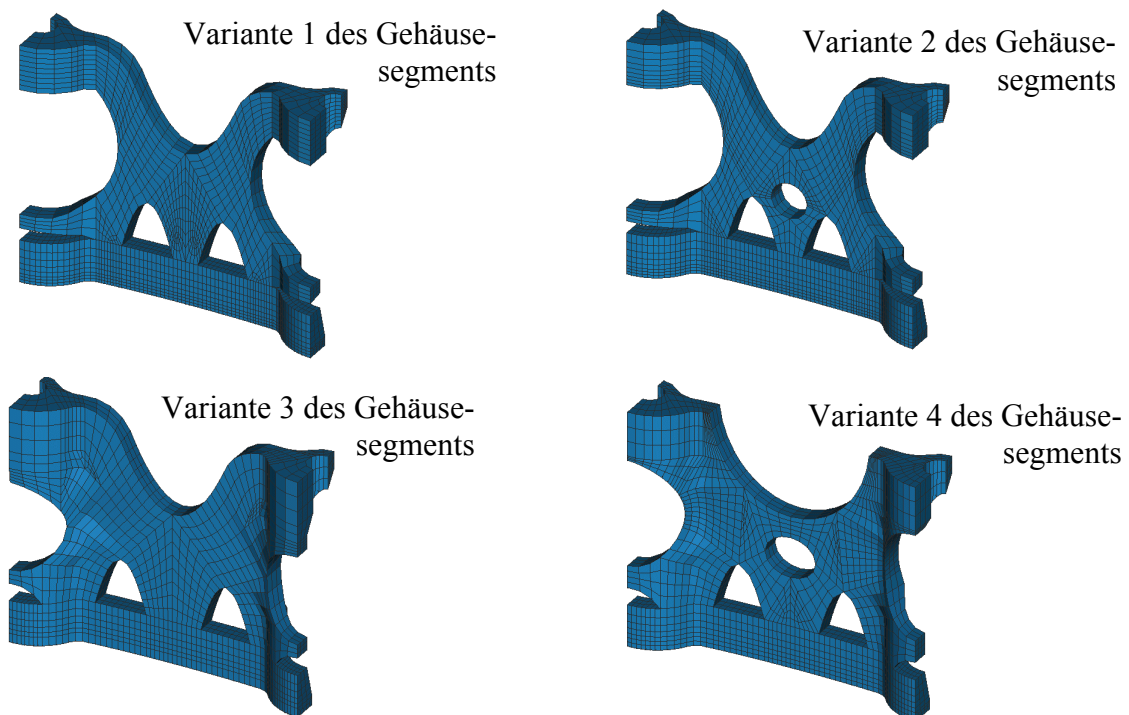 Variante 1 des Gehäuse-
segments
Variante 2 des Gehäuse-
segments
Variante 3 des Gehäuse-
segments
Variante 4 des Gehäuse-
segments